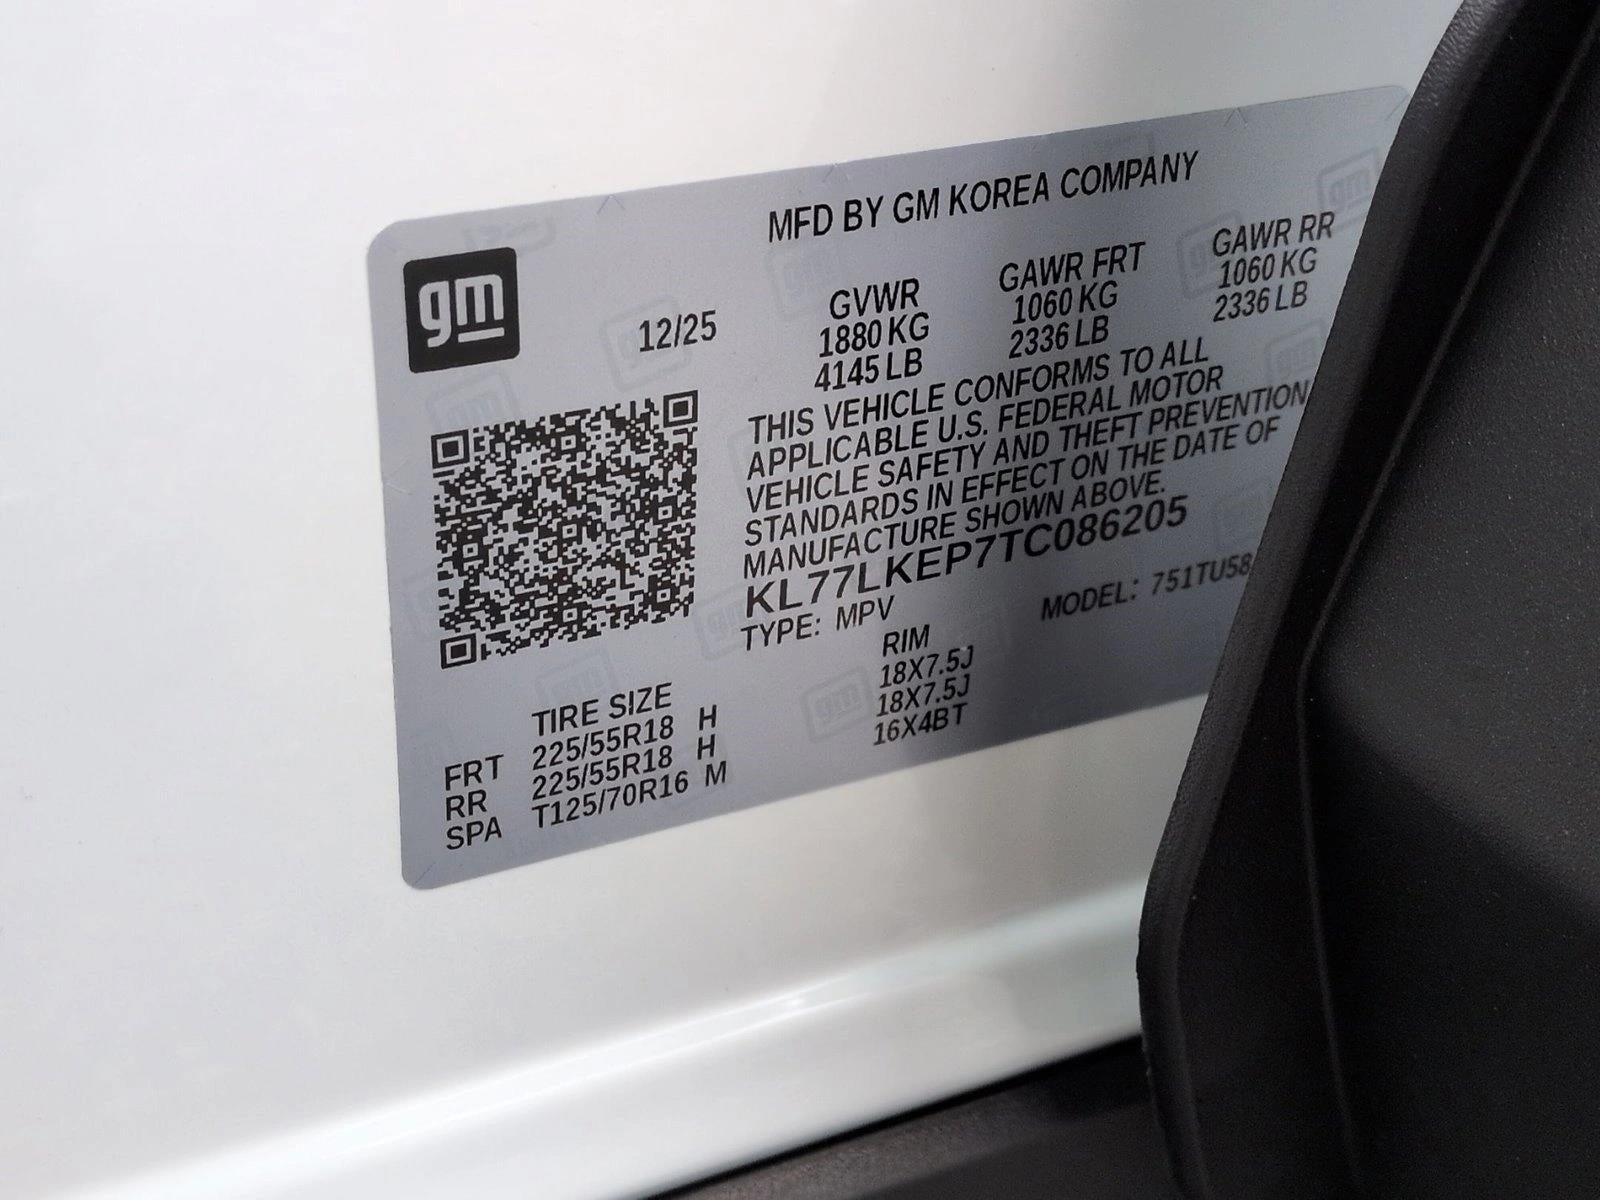 MFD BY GM KOREA COMPANY
gm
12/25
GVWR GAWR FRT GAWR RR
1880 KG 1060 KG 1060 KG
4145 LB 2336 LB 2336 LB
THIS VEHICLE CONFORMS TO ALL
APPLICABLE U.S. FEDERAL MOTOR
VEHICLE SAFETY AND THEFT PREVENTION
STANDARDS IN EFFECT ON THE DATE OF
MANUFACTURE SHOWN ABOVE.
KL77LKEP7TC086205
TYPE: MPV MODEL: 751TU58
TIRE SIZE RIM
FRT 225/55R18 H 18X7.5J
RR 225/55R18 H 18X7.5J
SPA T125/70R16 M 16X4BT